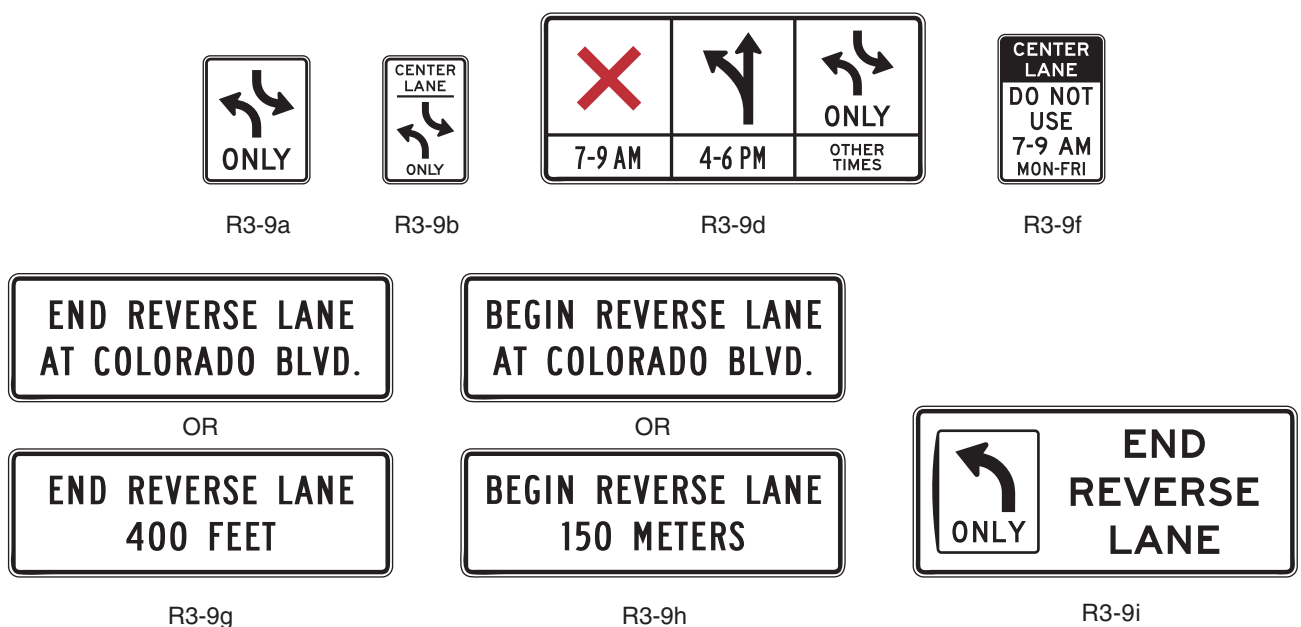 ONLY
R3-9a
CENTER
LANE
ONLY
R3-9b
7-9 AM
4-6 PM
ONLY
OTHER
TIMES
R3-9d
CENTER
LANE
DO NOT
USE
7-9 AM
MON-FRI
R3-9f
END REVERSE LANE
AT COLORADO BLVD.
OR
END REVERSE LANE
400 FEET
R3-9g
BEGIN REVERSE LANE
AT COLORADO BLVD.
OR
BEGIN REVERSE LANE
150 METERS
R3-9h
ONLY
END
REVERSE
LANE
R3-9i